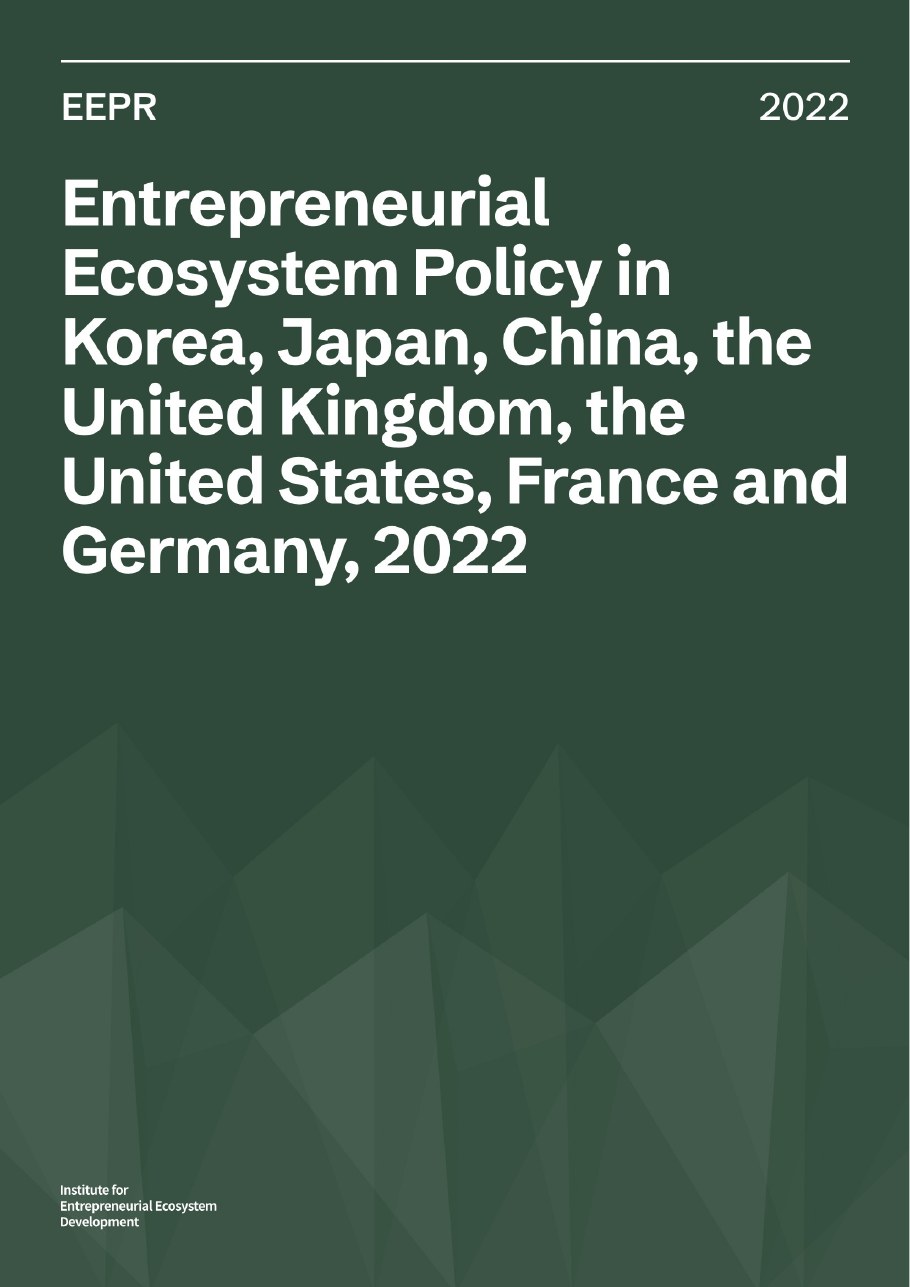 EEPR
2022
Entrepreneurial
Ecosystem Policy in
Korea, Japan, China, the
United Kingdom, the
United States, France and
Germany, 2022
Institute for
Entrepreneurial Ecosystem
Development